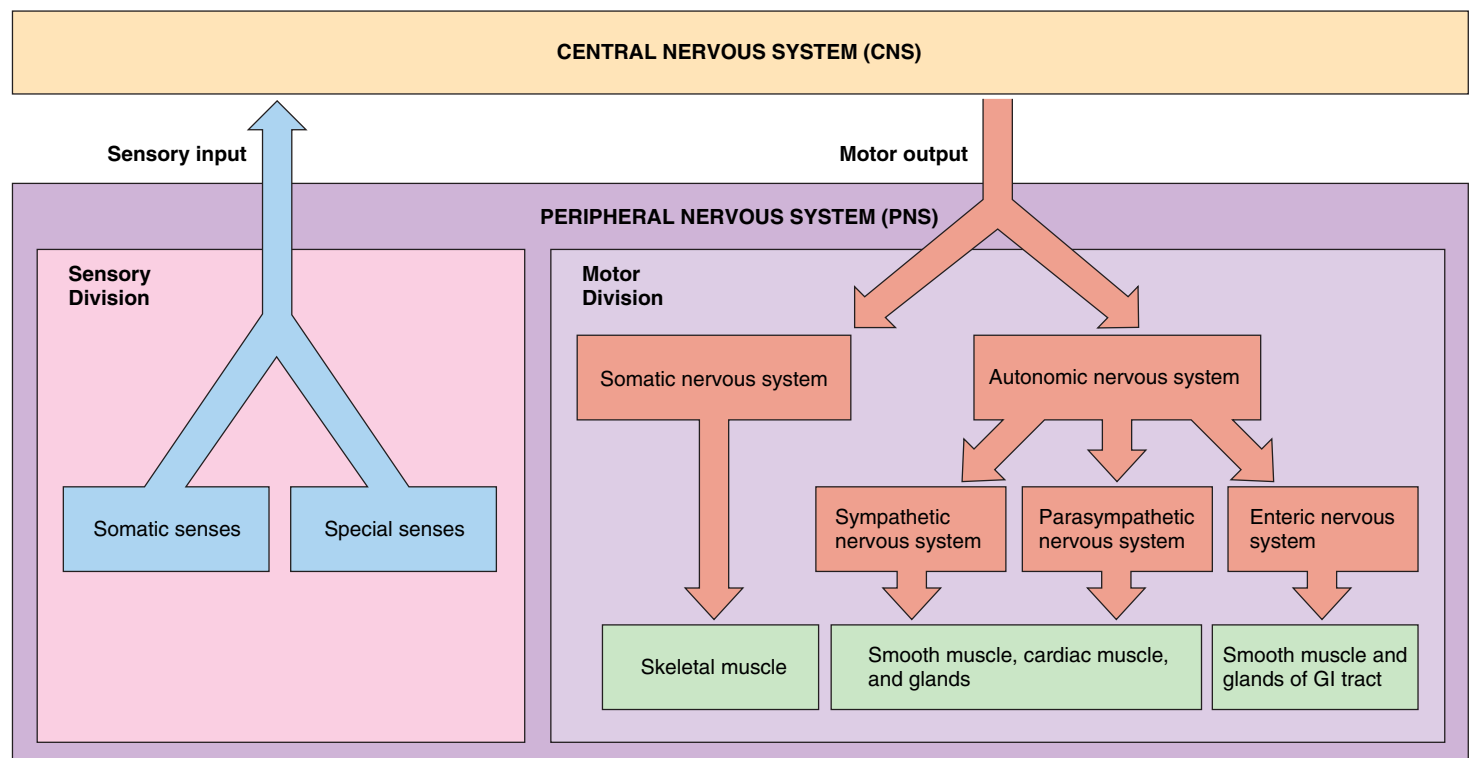 CENTRAL NERVOUS SYSTEM (CNS)
Sensory input
Motor output
PERIPHERAL NERVOUS SYSTEM (PNS)
Sensory
Division
Somatic senses
Special senses
Motor
Division
Somatic nervous system
Autonomic nervous system
Sympathetic
nervous system
Parasympathetic
nervous system
Enteric nervous
system
Skeletal muscle
Smooth muscle, cardiac muscle,
and glands
Smooth muscle and
glands of GI tract